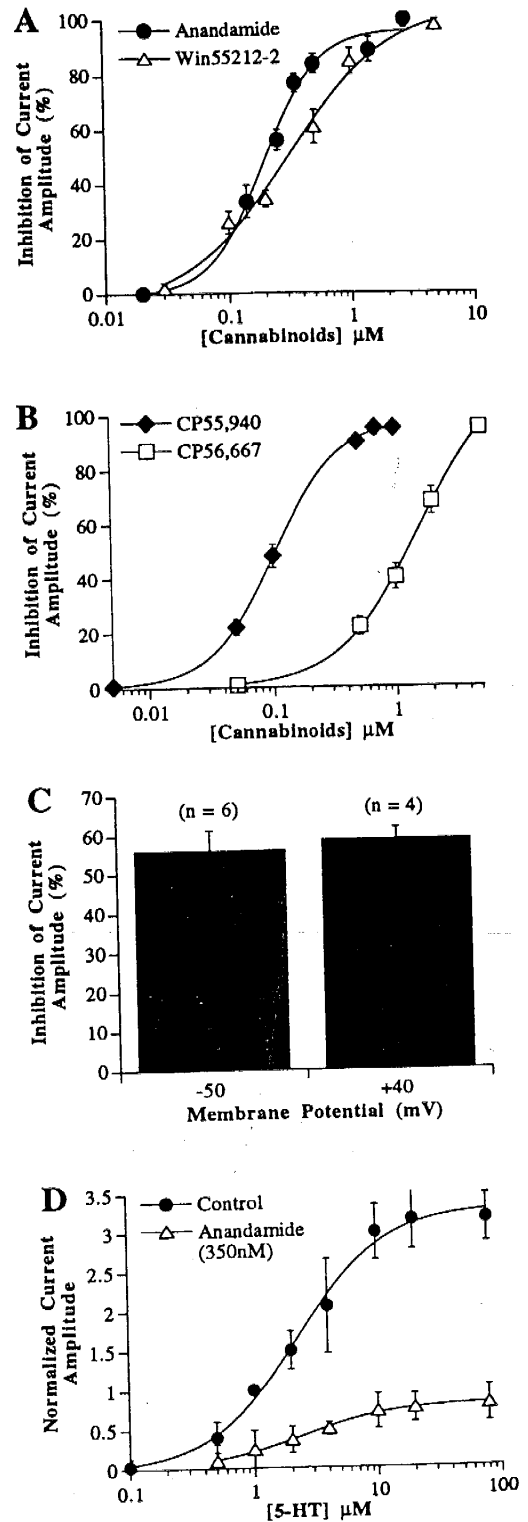 A
Anandamide
Win55212-2
Inhibition of Current
Amplitude (%)
100
80
60
40
20
0
0.01
0.1
1
10
[Cannabinoids] μM
B
CP55,940
CP56,667
Inhibition of Current
Amplitude (%)
100
80
60
40
20
0
0.01
0.1
1
[Cannabinoids] μM
C
(n = 6)
(n = 4)
Inhibition of Current
Amplitude (%)
70
60
50
40
30
20
10
0
-50
+40
Membrane Potential (mV)
D
Control
Anandamide
(350nM)
Normalized Current
Amplitude
3.5
3
2.5
2
1.5
1
0.5
0
0.1
1
10
100
[5-HT] μM